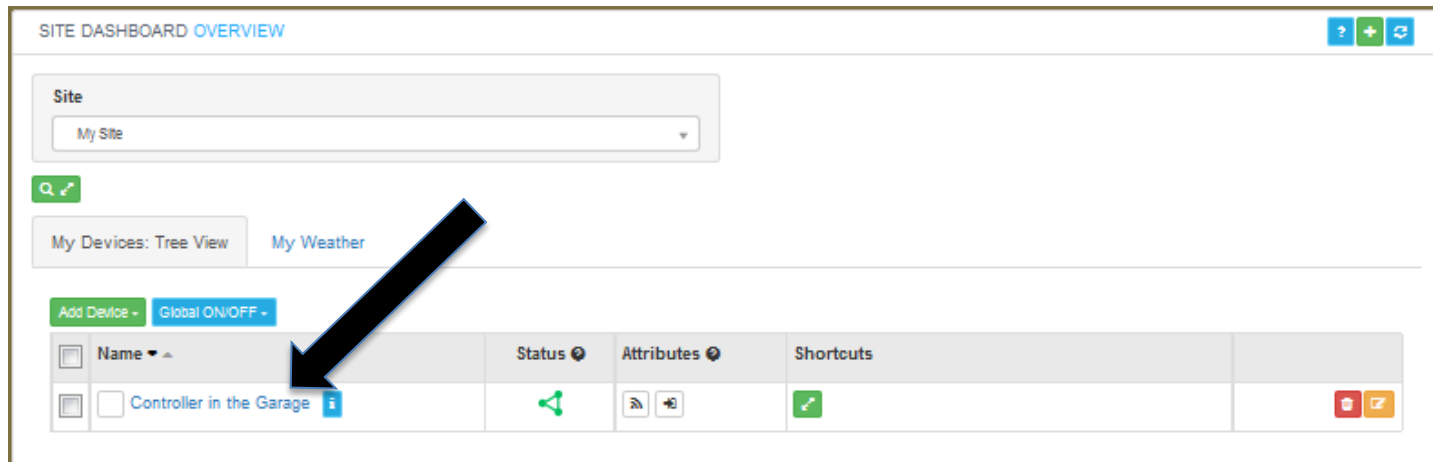 SITE DASHBOARD OVERVIEW
Site
My Site
My Devices: Tree View My Weather
Add Device Global ON/OFF
Name Status Attributes Shortcuts
Controller in the Garage